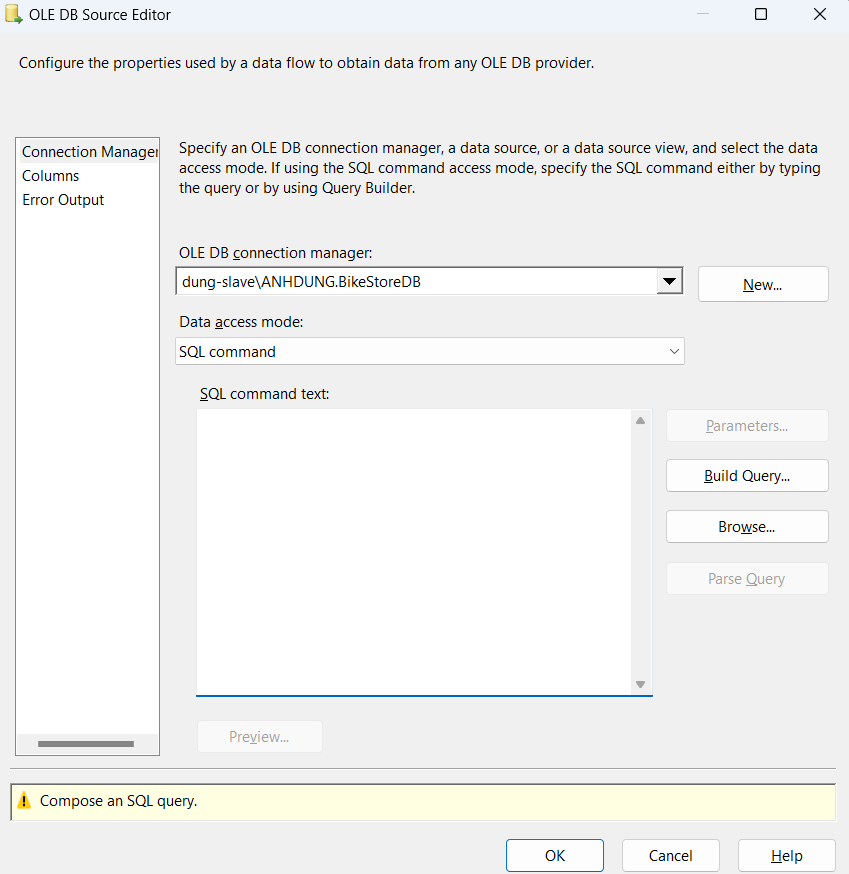 OLE DB Source Editor
Configure the properties used by a data flow to obtain data from any OLE DB provider.
Connection Manager
Columns
Error Output
Specify an OLE DB connection manager, a data source, or a data source view, and select the data
access mode. If using the SQL command access mode, specify the SQL command either by typing
the query or by using Query Builder.
OLE DB connection manager:
dung-slave\ANHDUNG.BikeStoreDB
New...
Data access mode:
SQL command
SQL command text:
Parameters...
Build Query...
Browse...
Parse Query
Preview...
Compose an SQL query.
OK
Cancel
Help